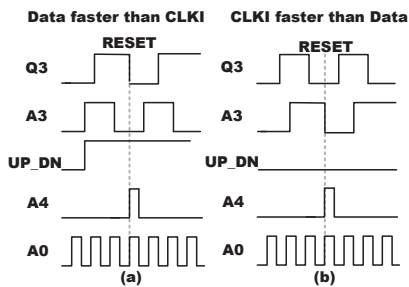 Data faster than CLKI CLKI faster than Data
RESET RESET
Q3 Q3
A3 A3
UP_DN UP_DN
A4 A4
A0 A0
(a) (b)